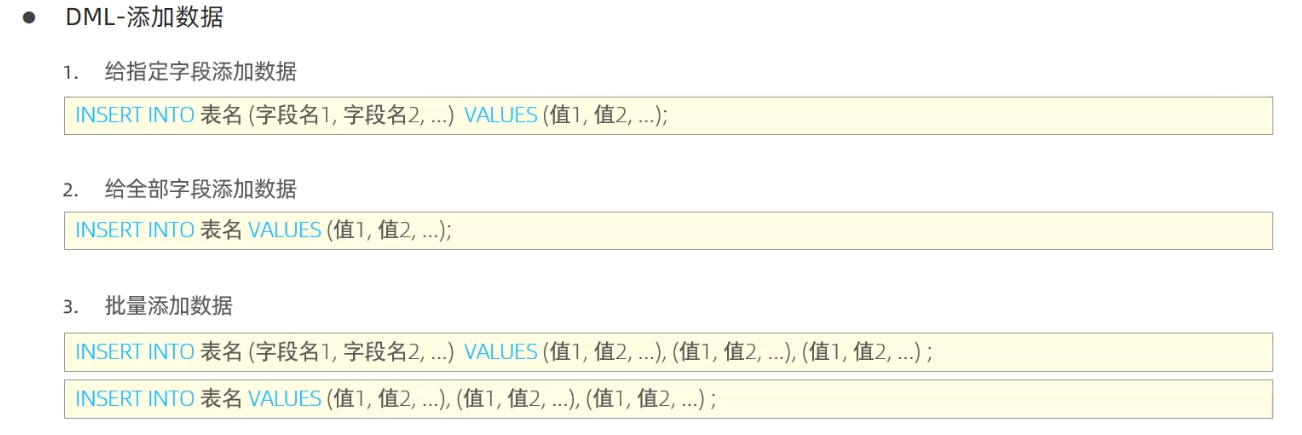 ● DML-添加数据
1. 给指定字段添加数据
INSERT INTO 表名 (字段名1, 字段名2, ...) VALUES (值1, 值2, ...);
2. 给全部字段添加数据
INSERT INTO 表名 VALUES (值1, 值2, ...);
3. 批量添加数据
INSERT INTO 表名 (字段名1, 字段名2, ...) VALUES (值1, 值2, ...), (值1, 值2, ...), (值1, 值2, ...) ;
INSERT INTO 表名 VALUES (值1, 值2, ...), (值1, 值2, ...), (值1, 值2, ...) ;